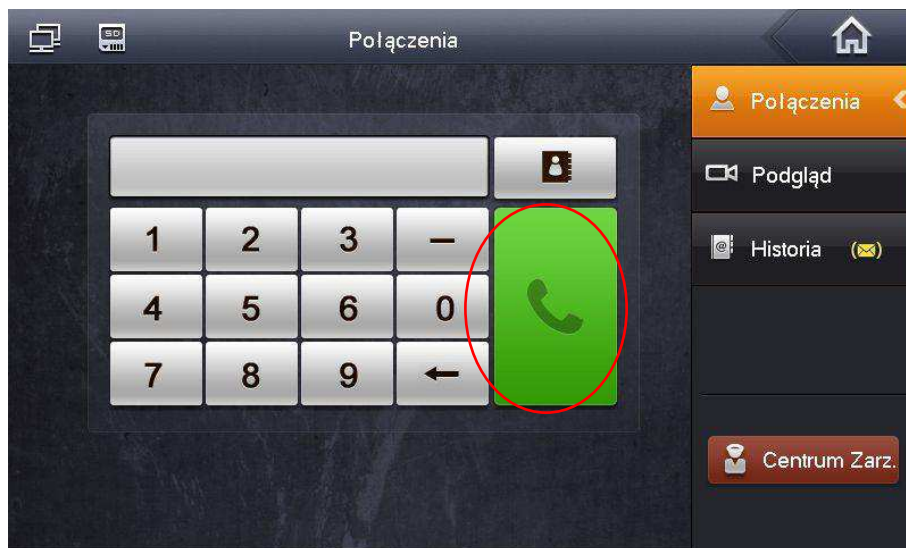 SD
Połączenia
Połączenia
Podgląd
Historia
1 2 3 –
4 5 6 0
7 8 9 ←
@
Centrum Zarz.